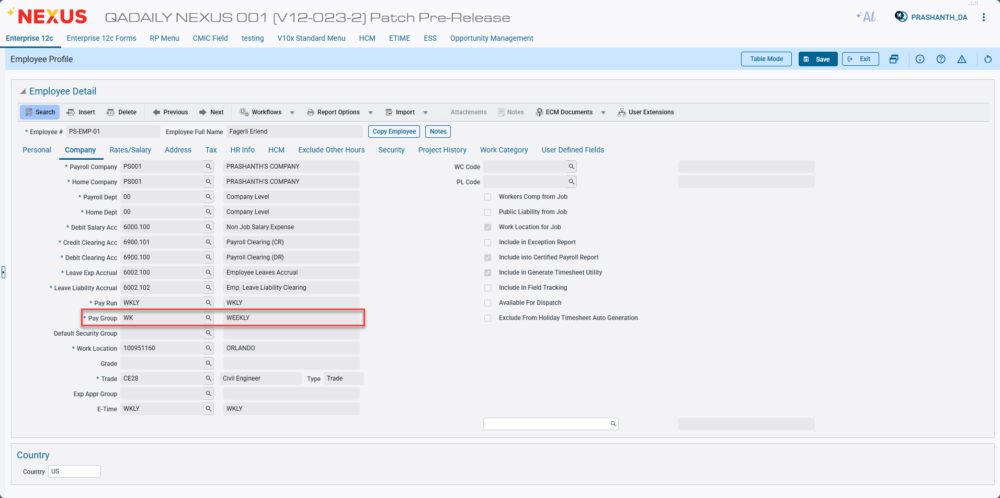 NEXUS QADAILY NEXUS 001 (V12-023-2) Patch Pre-Release AI PRASHANTH_DA
Enterprise 12c Enterprise 12c Forms RP Menu CMiC Field testing V10x Standard Menu HCM ETIME ESS Opportunity Management
Employee Profile Table Mode Save Exit
Employee Detail
Search Insert Delete Previous Next Workflows Report Options Import Attachments Notes ECM Documents User Extensions
* Employee # PS-EMP-01 Employee Full Name Fagerli Erlend Copy Employee Notes
Personal Company Rates/Salary Address Tax HR Info HCM Exclude Other Hours Security Project History Work Category User Defined Fields
* Payroll Company PS001 PRASHANTH'S COMPANY WC Code
* Home Company PS001 PRASHANTH'S COMPANY PL Code
* Payroll Dept 00 Company Level Workers Comp from Job
* Home Dept 00 Company Level Public Liability from Job
* Debit Salary Acc 6000.100 Non Job Salary Expense Work Location for Job
* Credit Clearing Acc 6900.101 Payroll Clearing (CR) Include in Exception Report
* Debit Clearing Acc 6900.100 Payroll Clearing (DR) Include into Certified Payroll Report
* Leave Exp Accrual 6002.100 Employee Leaves Accrual Include in Generate Timesheet Utility
* Leave Liability Accrual 6002.102 Emp. Leave Liability Clearing Include In Field Tracking
* Pay Run WKLY WKLY Available For Dispatch
* Pay Group WK WEEKLY Exclude From Holiday Timesheet Auto Generation
Default Security Group
* Work Location 100951160 ORLANDO
Grade
* Trade CE28 Civil Engineer Type Trade
Exp Appr Group
E-Time WKLY WKLY
Country
Country US